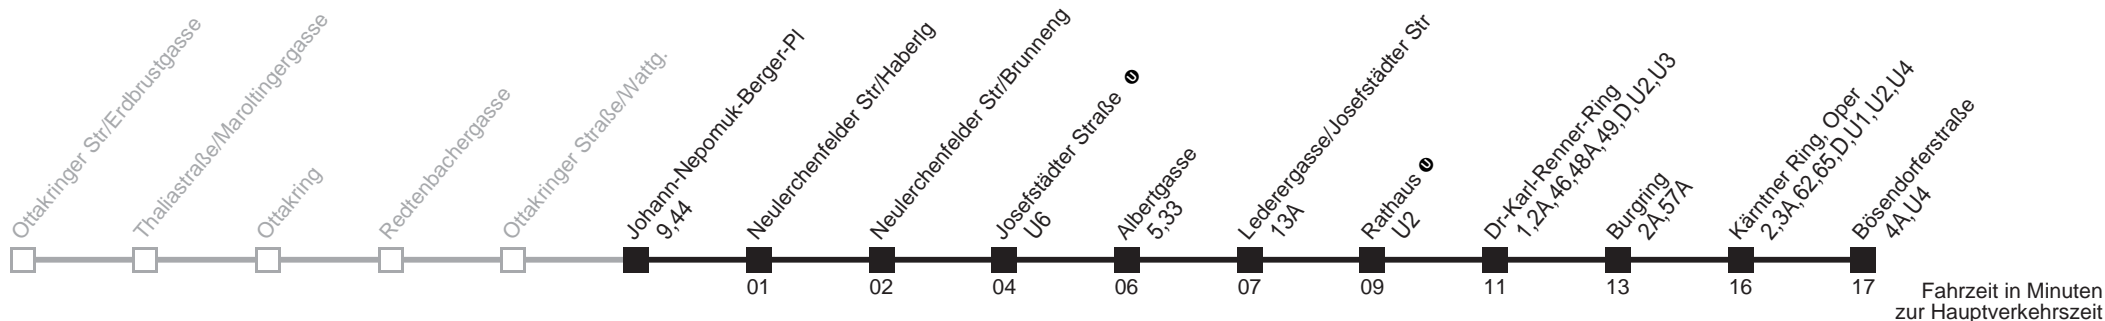 Ottakringer Str/Erdbrustgasse
Thaliastraße/Maroltingergasse
Ottakring
Redtenbachergasse
Ottakringer Straße/Wattg.
Johann-Nepomuk-Berger-Pl
9,44
Neulerchenfelder Str/Haberlg
Neulerchenfelder Str/Brunneng
Josefstädter Straße U
U6
Albertgasse
5,33
Lederergasse/Josefstädter Str
13A
Rathaus U
U2
Dr-Karl-Renner-Ring
1,2A,46,48A,49,D,U2,U3
Burgring
2A,57A
Kärntner Ring, Oper
2,3A,62,65,D,U1,U2,U4
Bösendorferstraße
4A,U4
01 02 04 06 07 09 11 13 16 17
Fahrzeit in Minuten
zur Hauptverkehrszeit